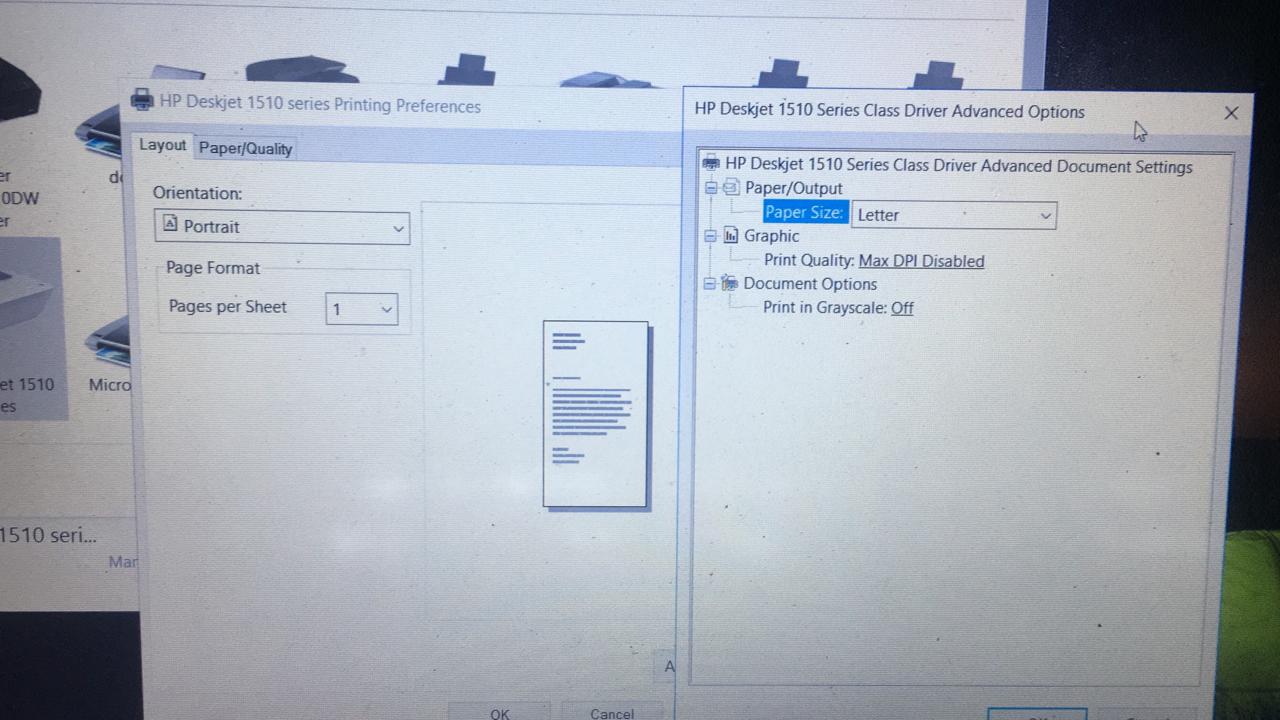 HP Deskjet 1510 series Printing Preferences
Layout
Paper/Quality
Orientation:
Portrait
Page Format
Pages per Sheet
1
OK
Cancel
HP Deskjet 1510 Series Class Driver Advanced Options
HP Deskjet 1510 Series Class Driver Advanced Document Settings
Paper/Output
Paper Size: Letter
Graphic
Print Quality: Max DPI Disabled
Document Options
Print in Grayscale: Off
0DW
et 1510
es
Micro
1510 seri...
Mar